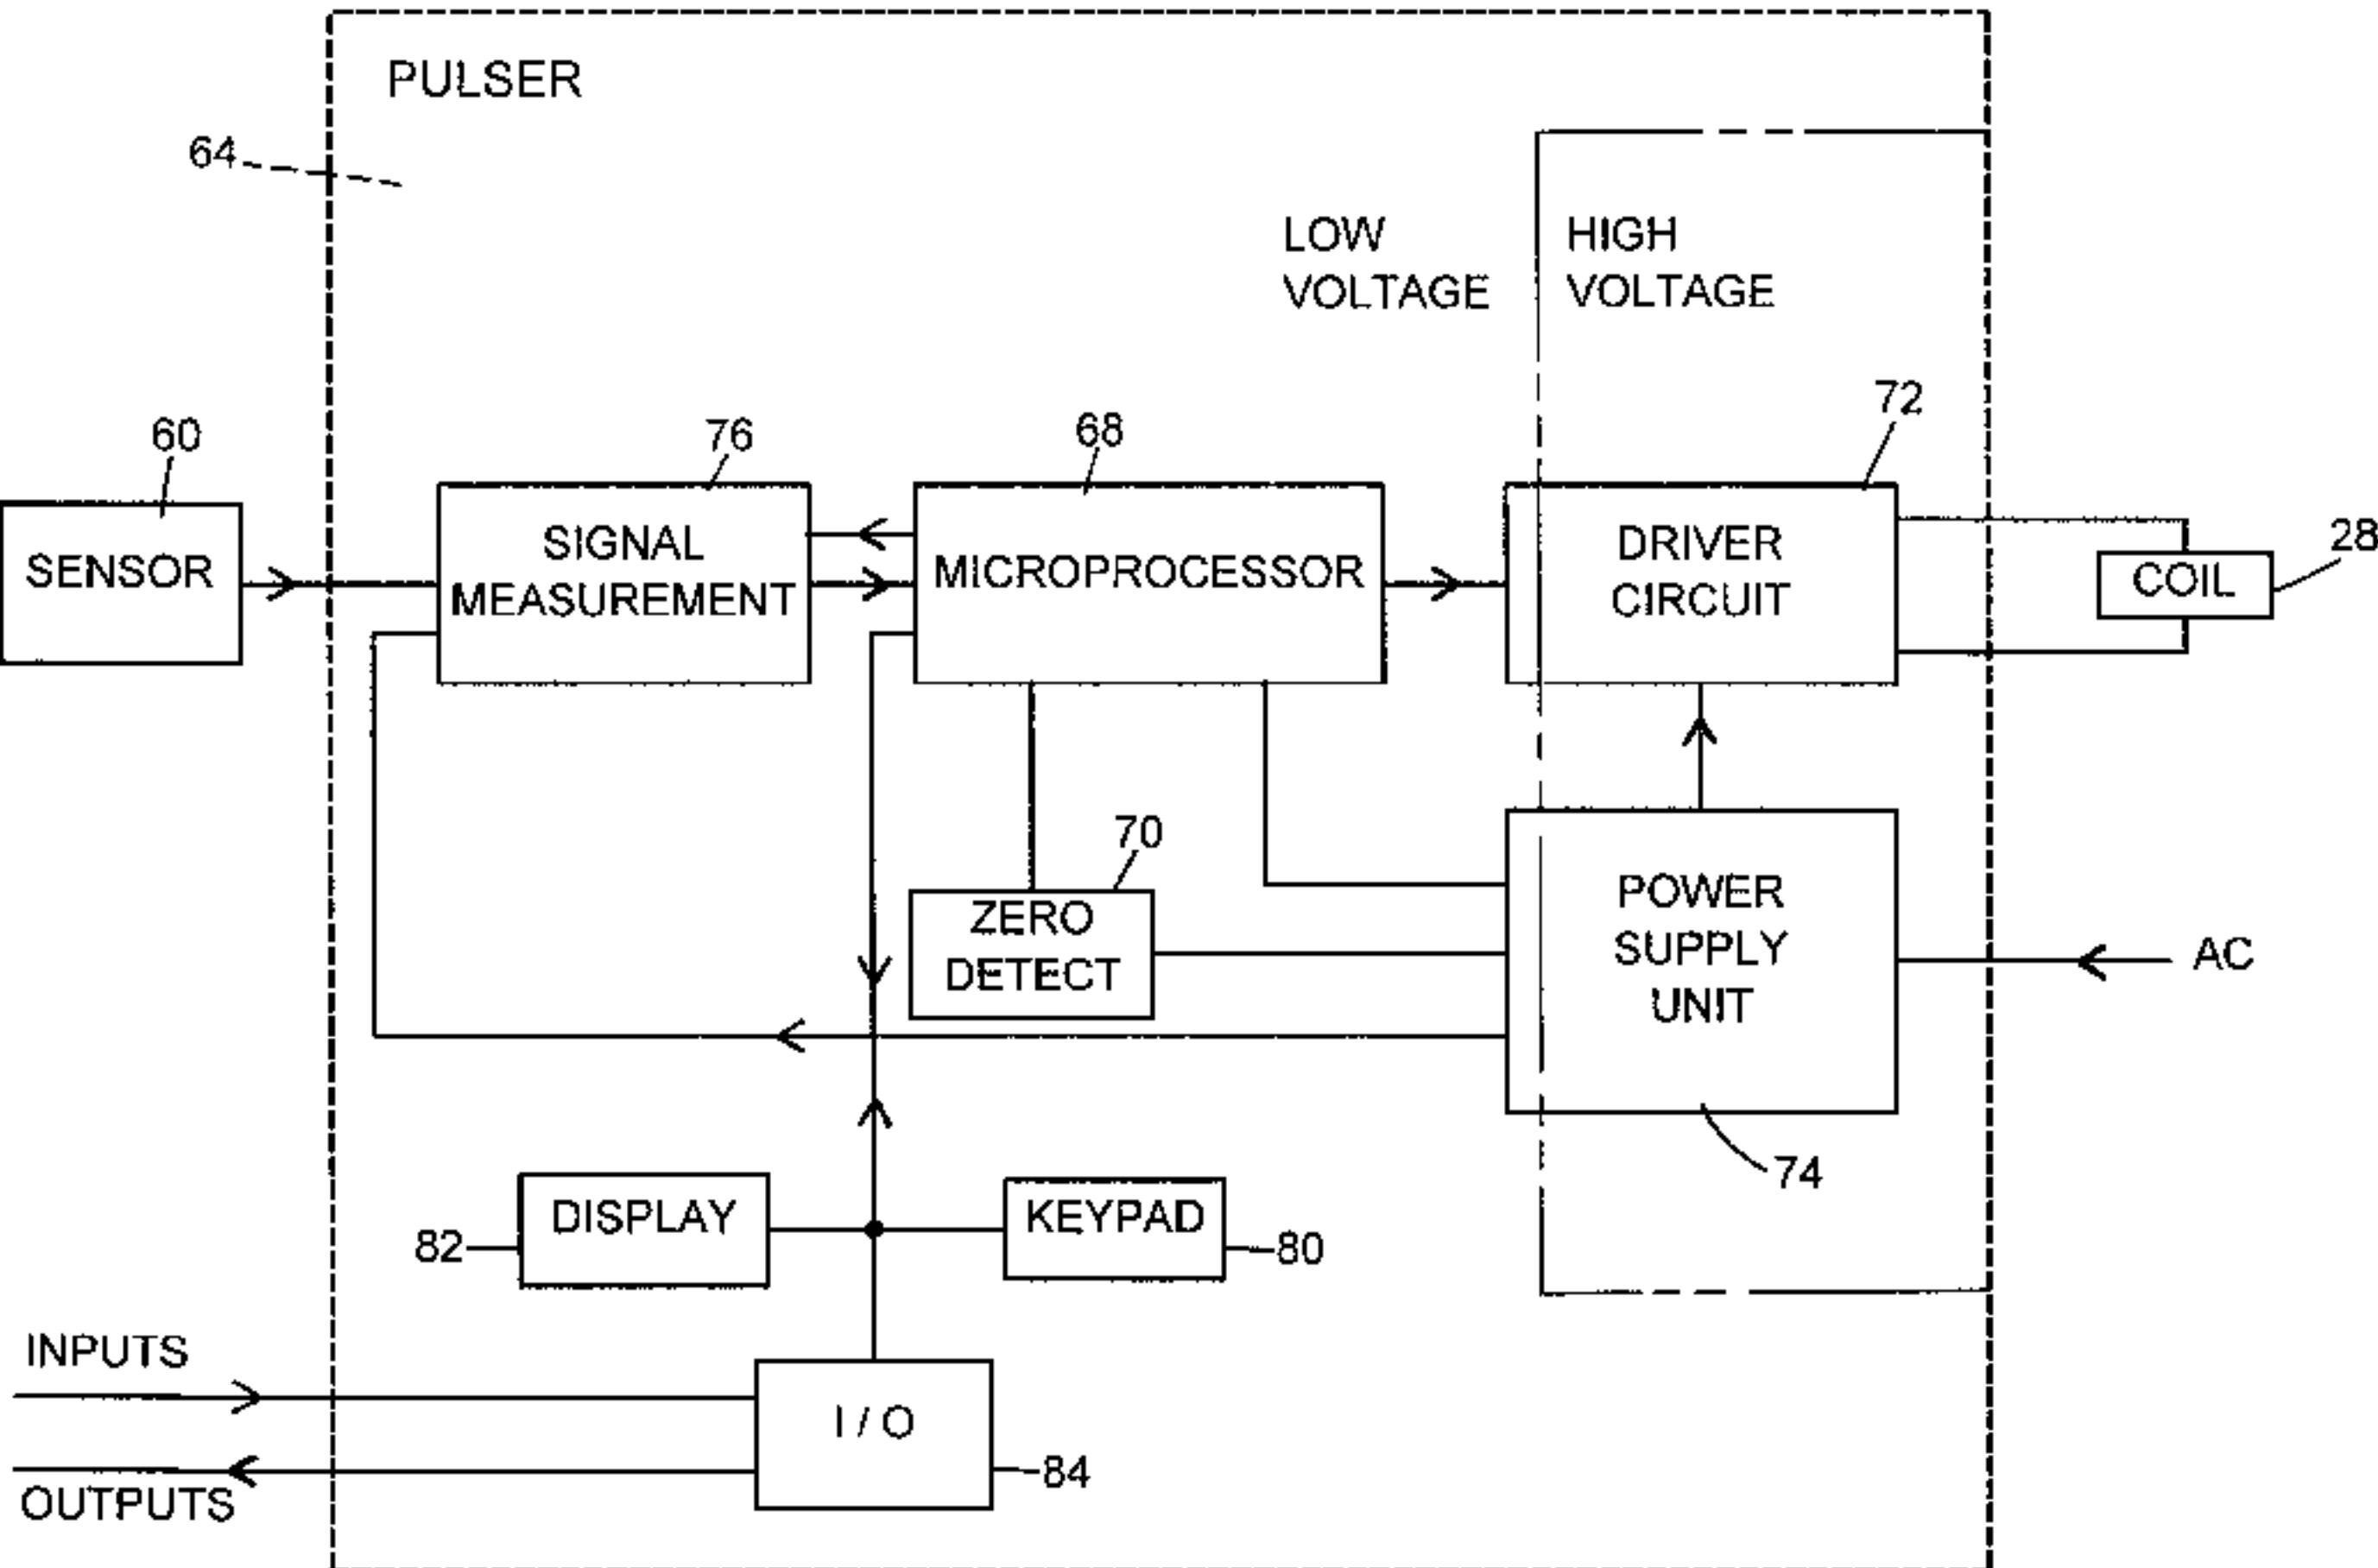 PULSER
64
LOW
VOLTAGE
HIGH
VOLTAGE
60
76
68
72
28
SENSOR
SIGNAL
MEASUREMENT
MICROPROCESSOR
DRIVER
CIRCUIT
COIL
70
ZERO
DETECT
POWER
SUPPLY
UNIT
AC
74
DISPLAY
KEYPAD
82
80
INPUTS
I / O
OUTPUTS
84